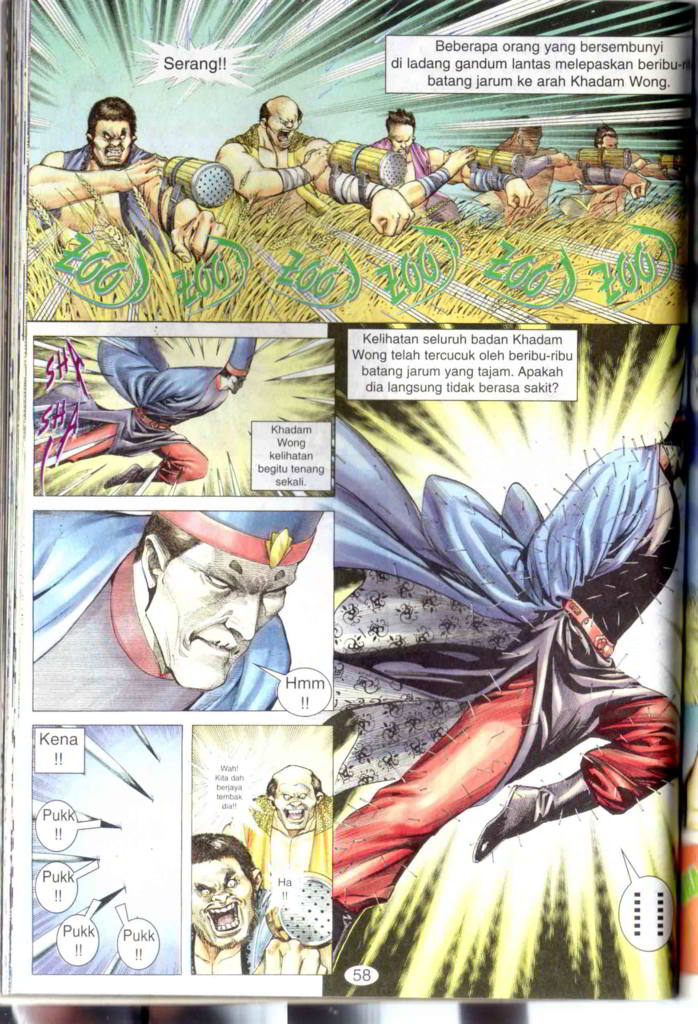 Serang!!
Beberapa orang yang bersembunyi
di ladang gandum lantas melepaskan beribu-
batang jarum ke arah Khadam Wong.
ZOO
ZOO
ZOO
ZOO
ZOO
ZOO
SHA
SHA
Khadam
Wong
kelihatan
begitu tenang
sekali.
Kelihatan seluruh badan Khadam
Wong telah tercucuk oleh beribu-ribu
batang jarum yang tajam. Apakah
dia langsung tidak berasa sakit?
Hmm
!!
Kena
!!
Pukk
!!
Pukk
!!
Pukk
!!
Pukk
!!
Wah!
Kita dah
berjaya
tembak
dia!!
Ha
!!
!!!!
58